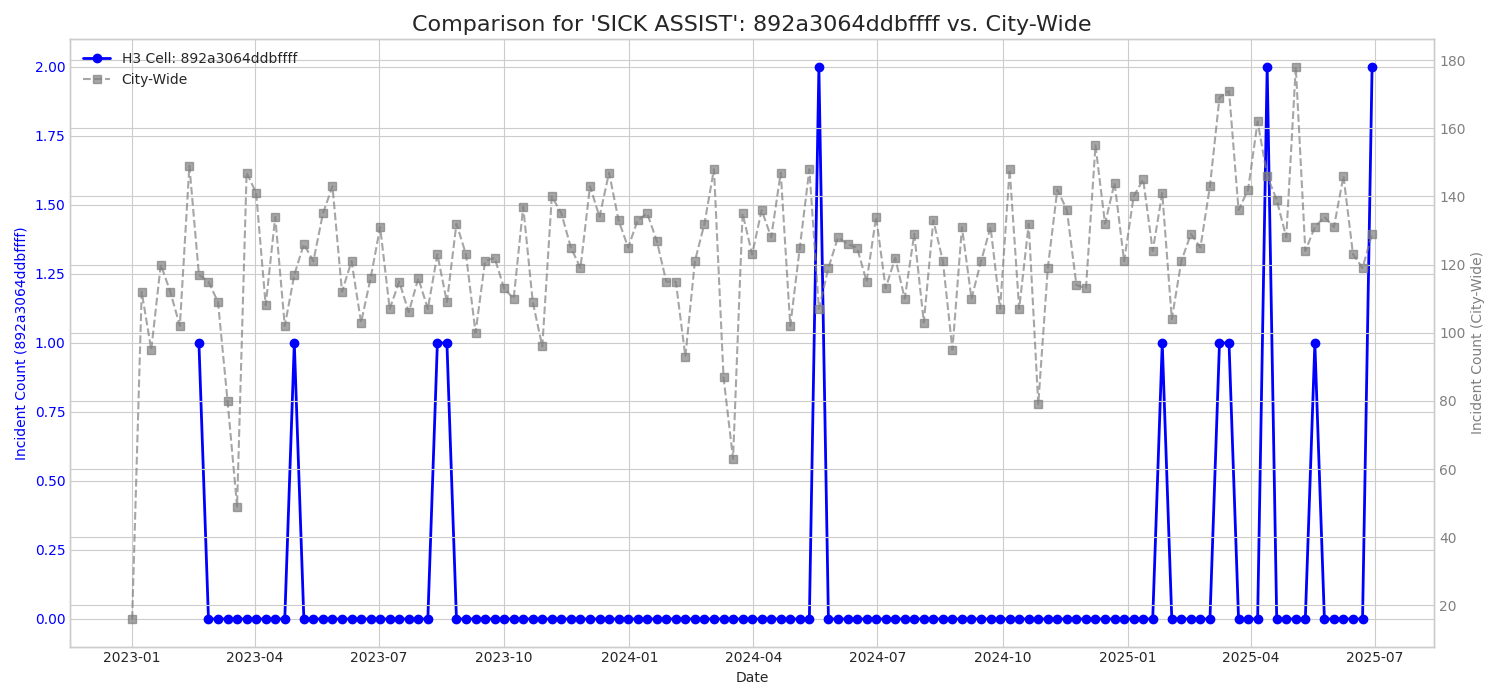 Comparison for 'SICK ASSIST': 892a3064ddbffff vs. City-Wide
H3 Cell: 892a3064ddbffff
City-Wide
Incident Count (892a3064ddbffff)
2.00
1.75
1.50
1.25
1.00
0.75
0.50
0.25
0.00
180
160
140
120
100
80
60
40
20
Incident Count (City-Wide)
2023-01 2023-04 2023-07 2023-10 2024-01 2024-04 2024-07 2024-10 2025-01 2025-04 2025-07
Date